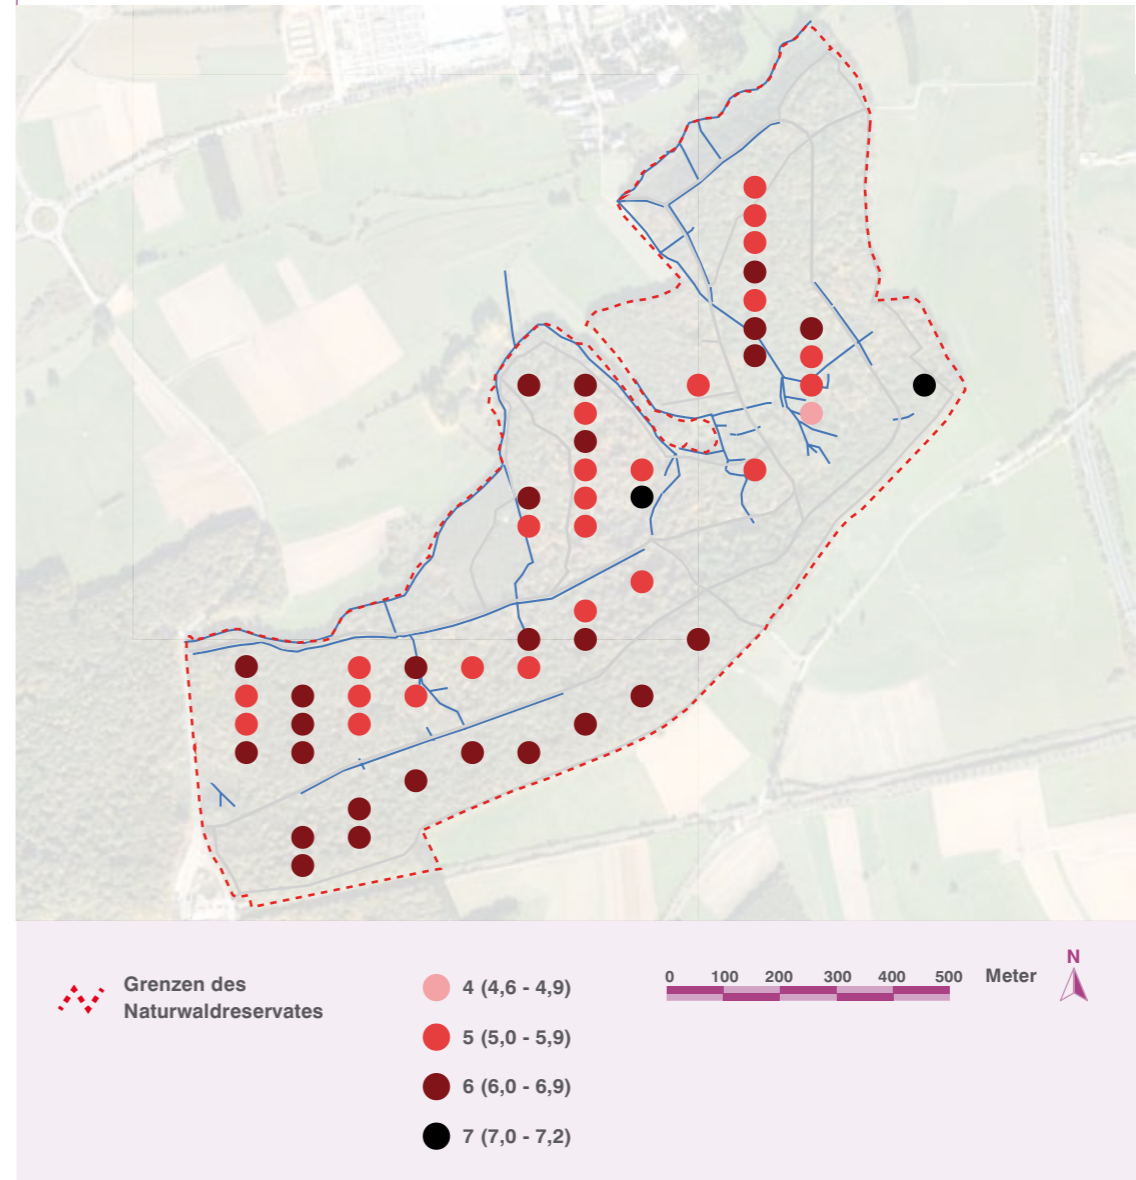 Grenzen des
Naturwaldreservates
4 (4,6 - 4,9)
5 (5,0 - 5,9)
6 (6,0 - 6,9)
7 (7,0 - 7,2)
0 100 200 300 400 500 Meter
N